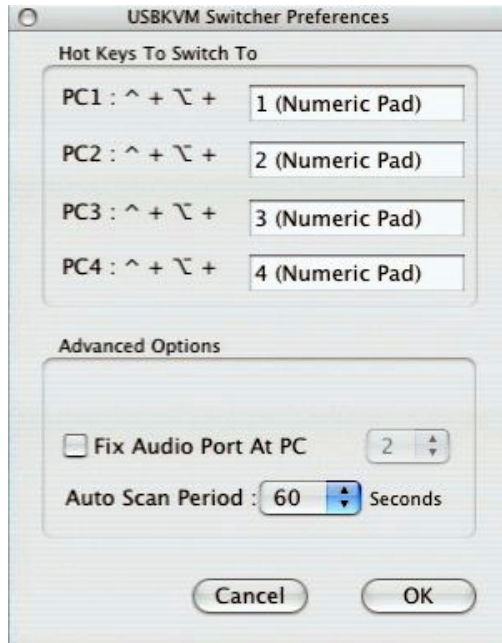 USBKVM Switcher Preferences
Hot Keys To Switch To
PC1 : ^ + ⌥ + 1 (Numeric Pad)
PC2 : ^ + ⌥ + 2 (Numeric Pad)
PC3 : ^ + ⌥ + 3 (Numeric Pad)
PC4 : ^ + ⌥ + 4 (Numeric Pad)
Advanced Options
Fix Audio Port At PC 2
Auto Scan Period : 60 Seconds
Cancel OK